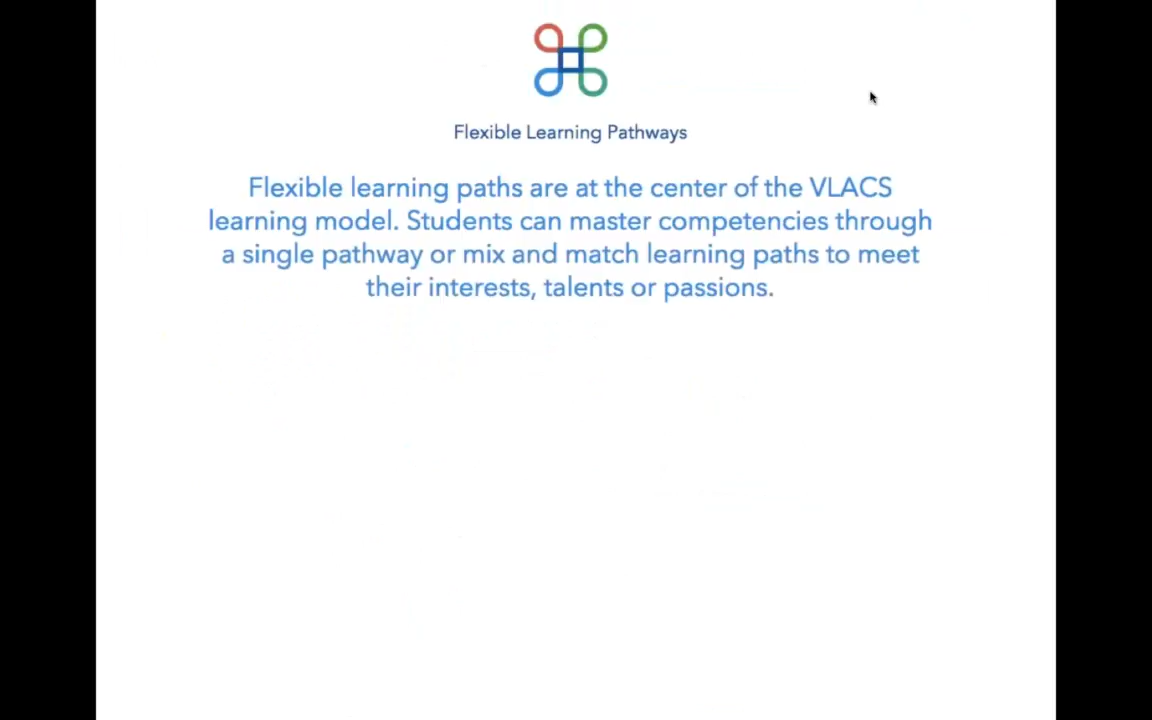 Flexible Learning Pathways
Flexible learning paths are at the center of the VLACS
learning model. Students can master competencies through
a single pathway or mix and match learning paths to meet
their interests, talents or passions.